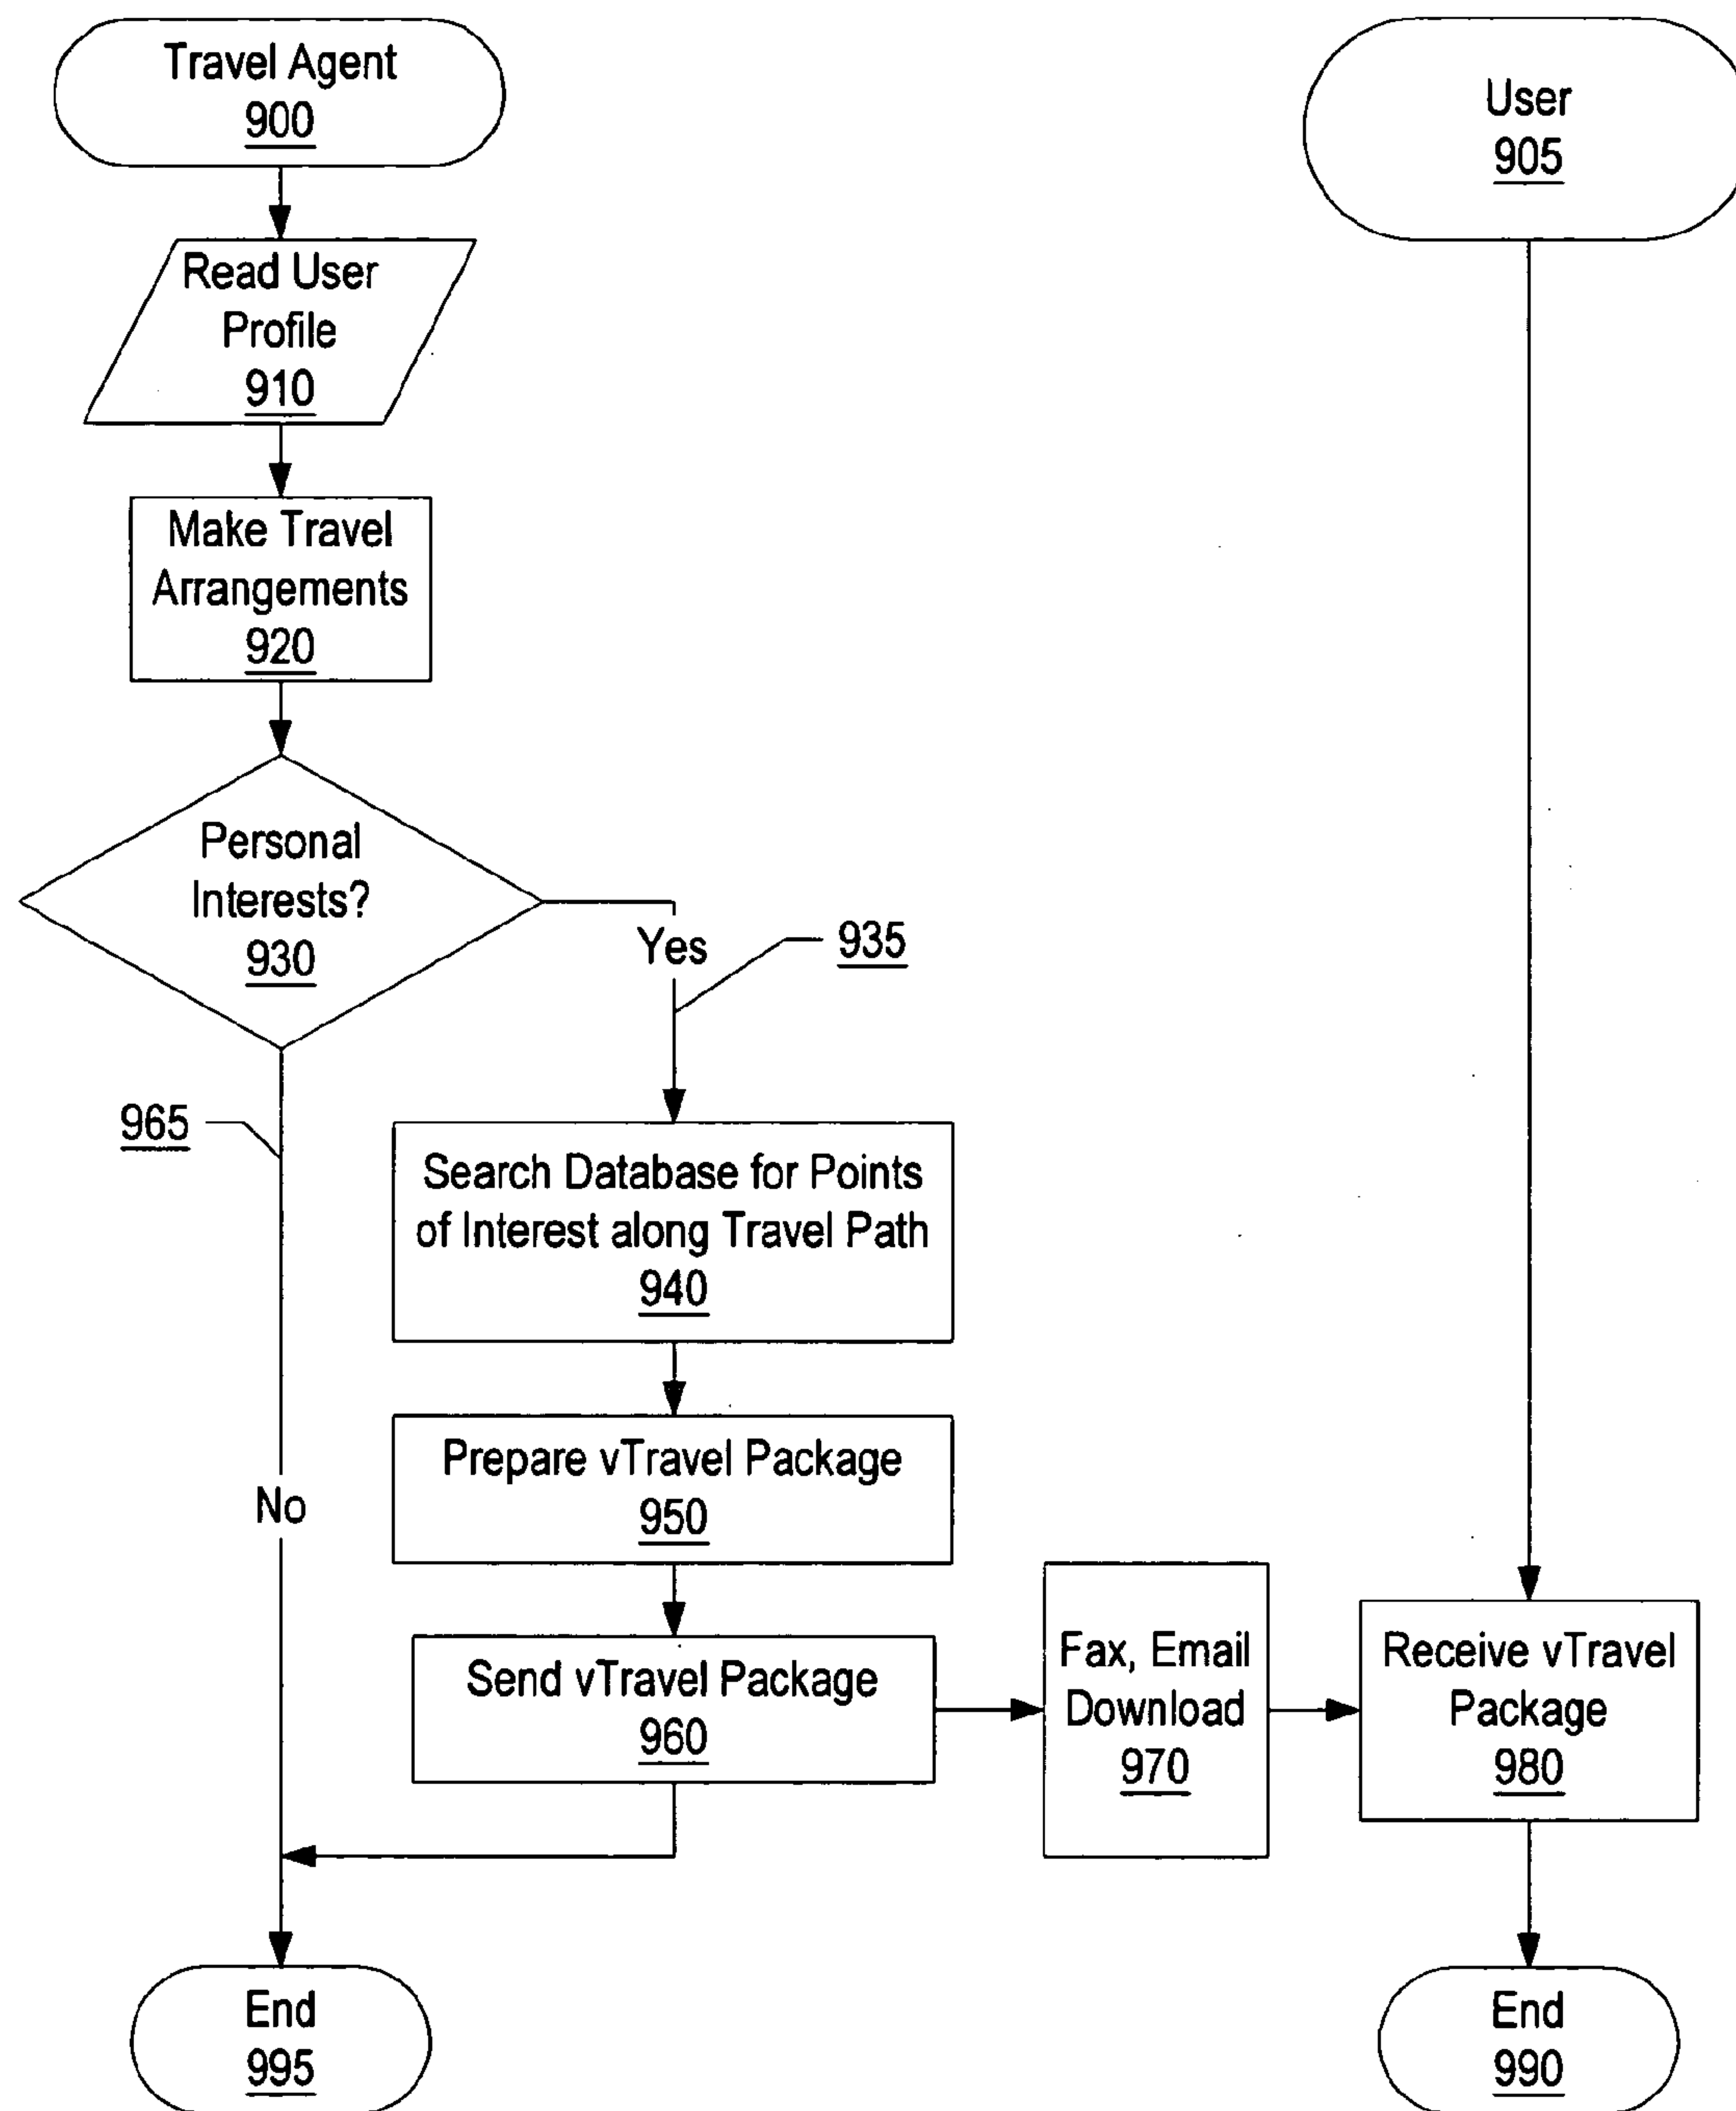 Travel Agent
900
User
905
Read User
Profile
910
Make Travel
Arrangements
920
Personal
Interests?
930
Yes
935
965
Search Database for Points
of Interest along Travel Path
940
Prepare vTravel Package
950
No
Send vTravel Package
960
Fax, Email
Download
970
Receive vTravel
Package
980
End
995
End
990